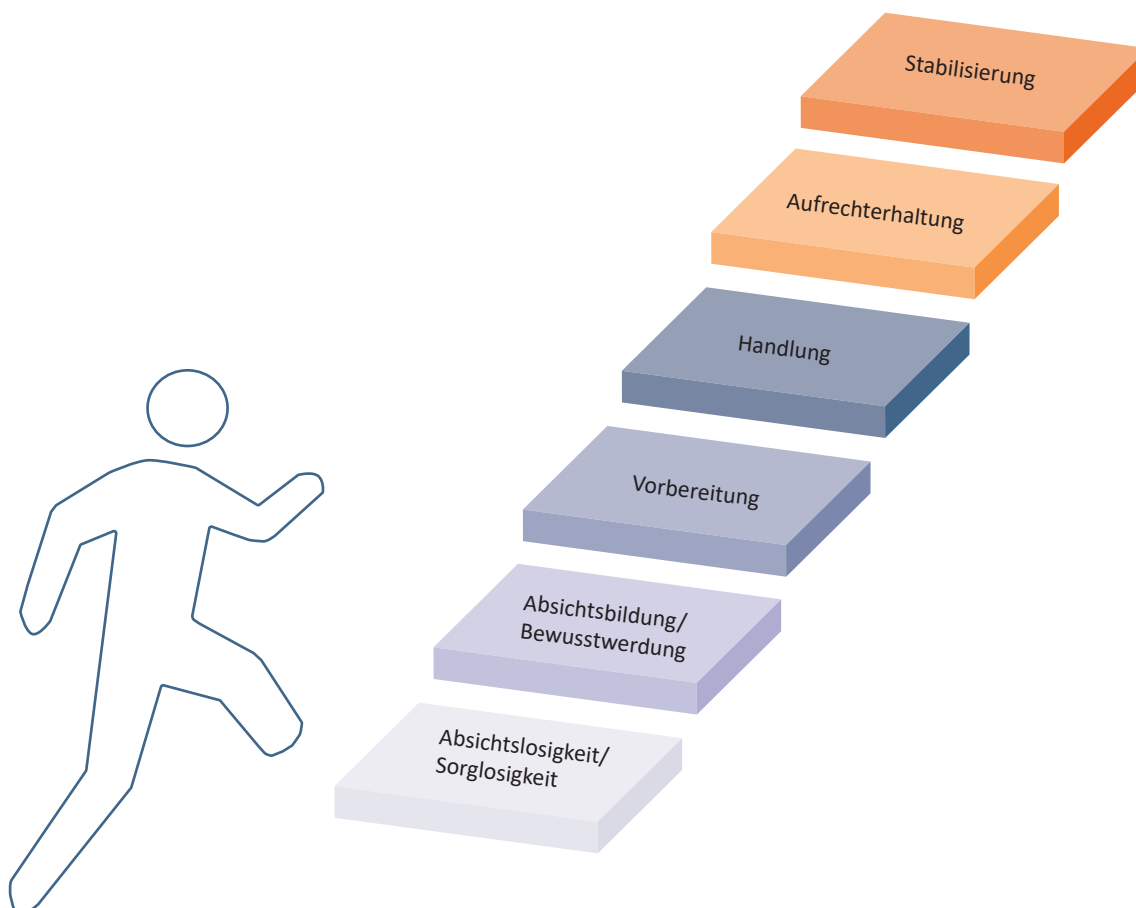 Stabilisierung
Aufrechterhaltung
Handlung
Vorbereitung
Absichtsbildung/
Bewusstwerdung
Absichtslosigkeit/
Sorglosigkeit